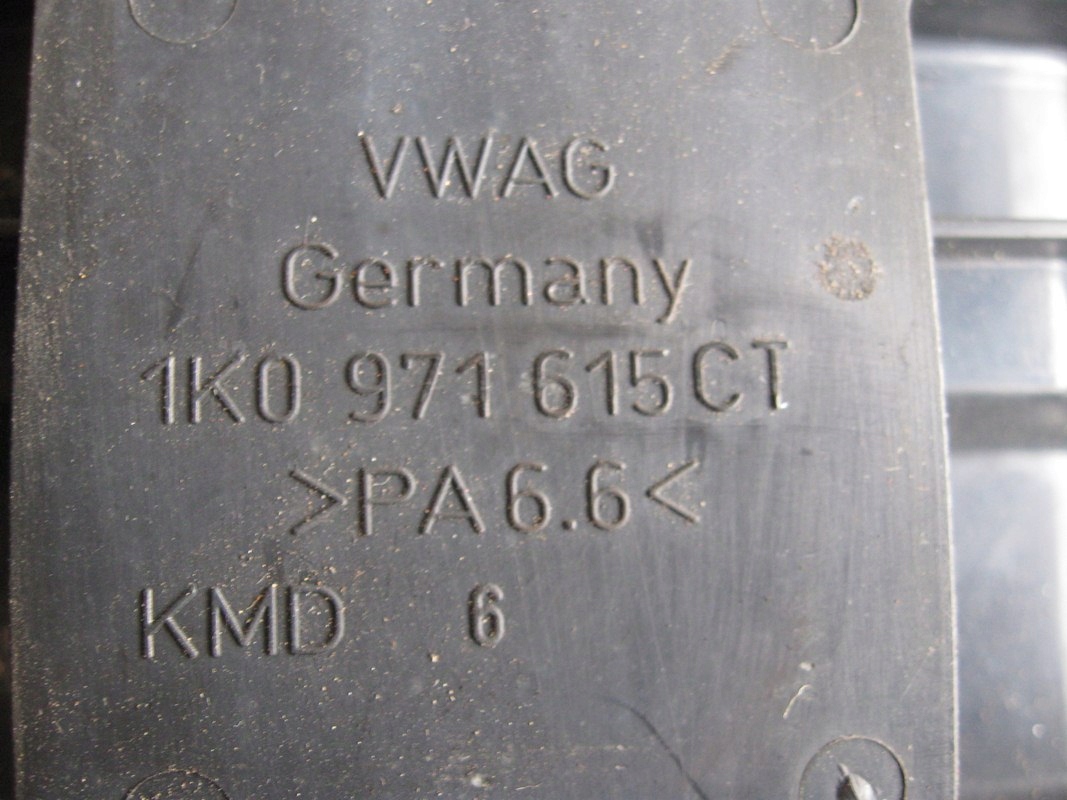 VWAG
Germany
1K0 971 615CT
>PA6.6<
KMD 6